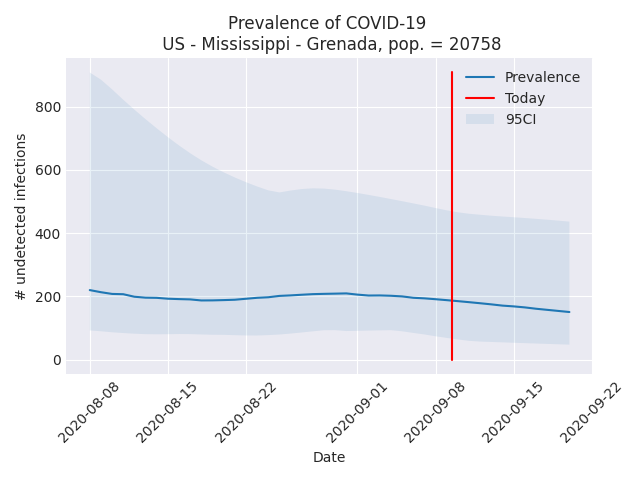 Prevalence of COVID-19
US - Mississippi - Grenada, pop. = 20758
Prevalence
Today
95CI
# undetected infections
800
600
400
200
0
2020-08-08
2020-08-15
2020-08-22
2020-09-01
2020-09-08
2020-09-15
2020-09-22
Date